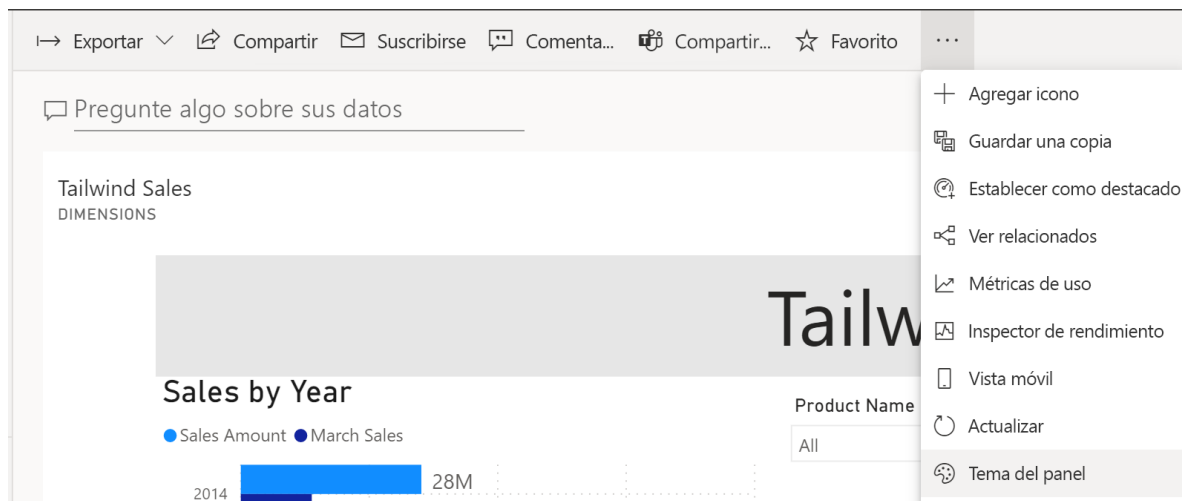 Exportar Compartir Suscribirse Comenta... Compartir... Favorito ...
Pregunte algo sobre sus datos
Tailwind Sales
DIMENSIONS
Tailw
Sales by Year
Sales Amount March Sales
2014
28M
Product Name
All
Agregar icono
Guardar una copia
Establecer como destacado
Ver relacionados
Métricas de uso
Inspector de rendimiento
Vista móvil
Actualizar
Tema del panel